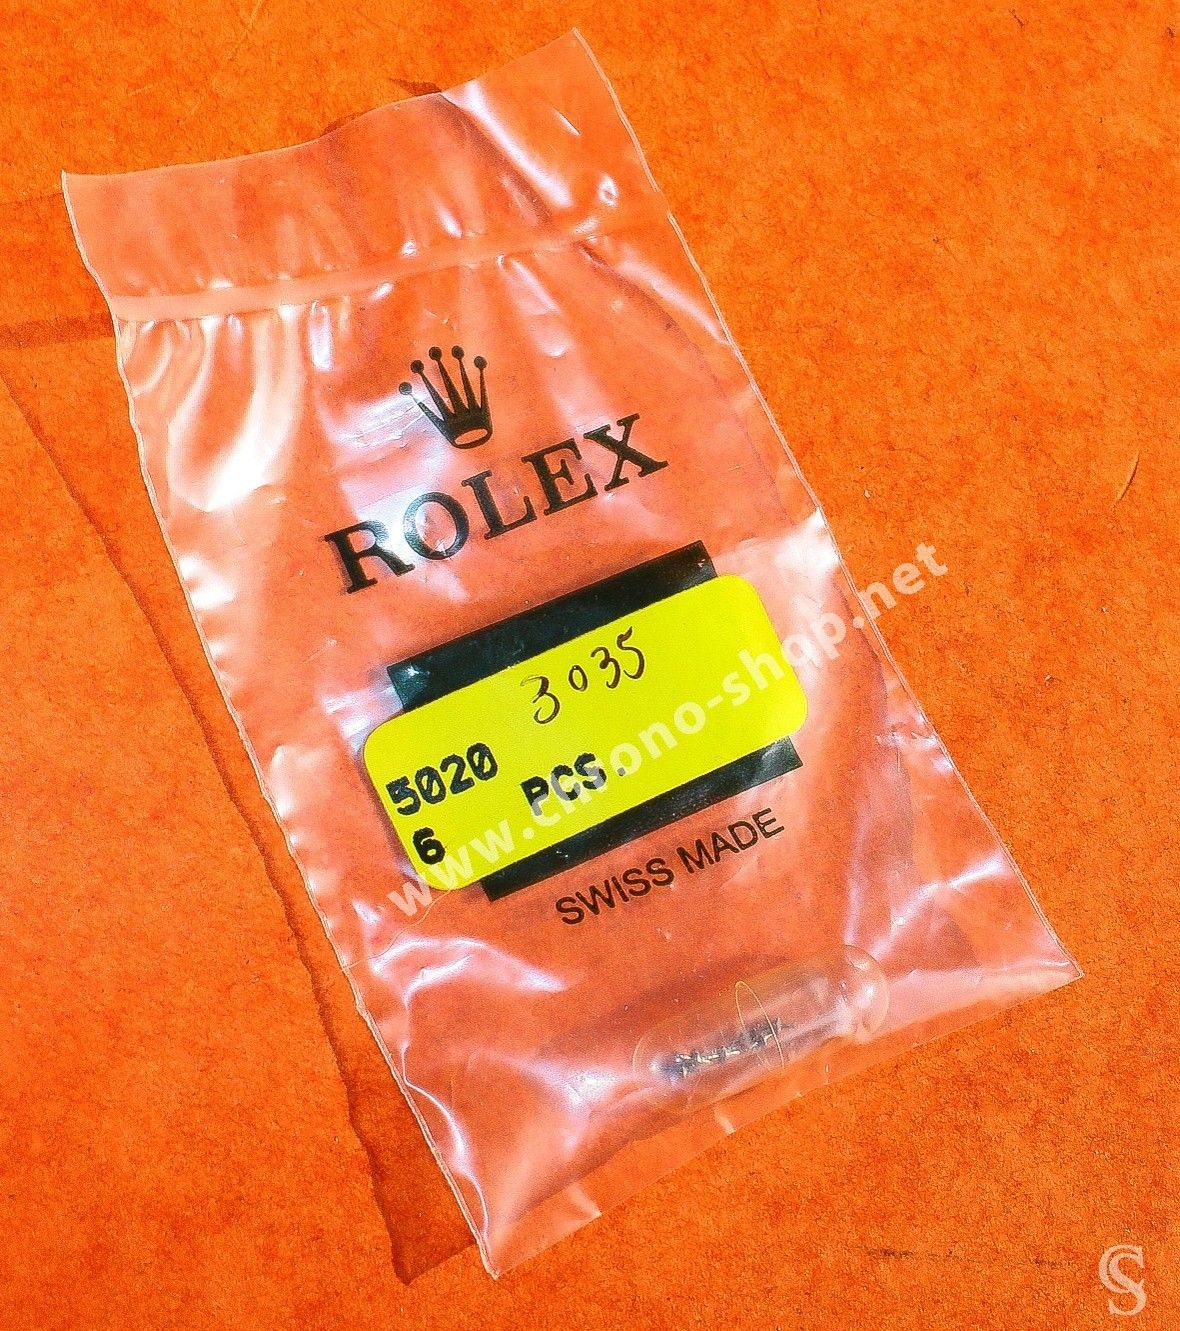 ROLEX
3035
5020
6 PCS.
SWISS MADE
www.chrono-shop.net